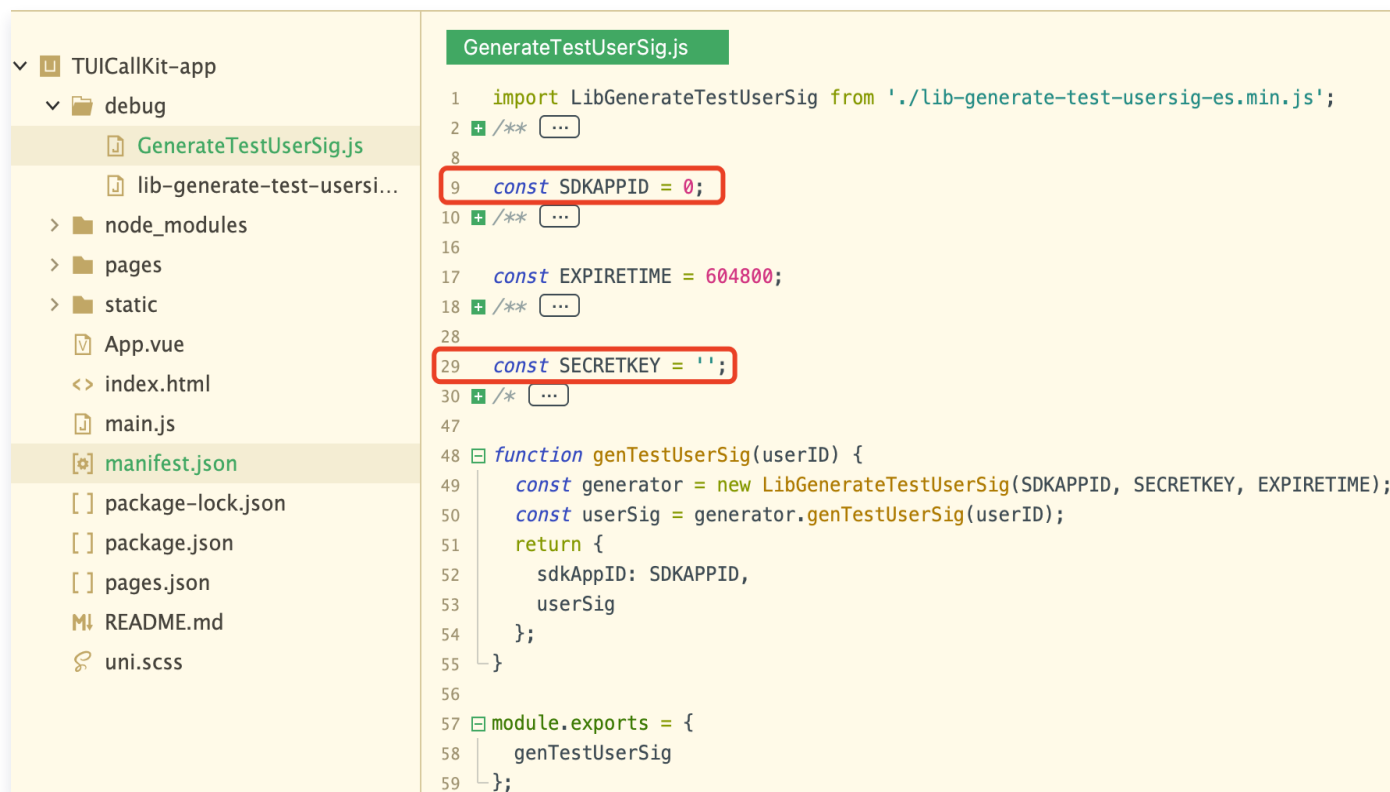 TUICallKit-app
debug
GenerateTestUserSig.js
lib-generate-test-usersi...
node_modules
pages
static
App.vue
index.html
main.js
manifest.json
package-lock.json
package.json
pages.json
README.md
uni.scss
GenerateTestUserSig.js
1 import LibGenerateTestUserSig from './lib-generate-test-usersig-es.min.js';
2 /** ...
8
9 const SDKAPPID = 0;
10 /** ...
16
17 const EXPIRETIME = 604800;
18 /** ...
28
29 const SECRETKEY = '';
30 /* ...
47
48 function genTestUserSig(userID) {
49 const generator = new LibGenerateTestUserSig(SDKAPPID, SECRETKEY, EXPIRETIME);
50 const userSig = generator.genTestUserSig(userID);
51 return {
52 sdkAppID: SDKAPPID,
53 userSig
54 };
55 }
56
57 module.exports = {
58 genTestUserSig
59 };